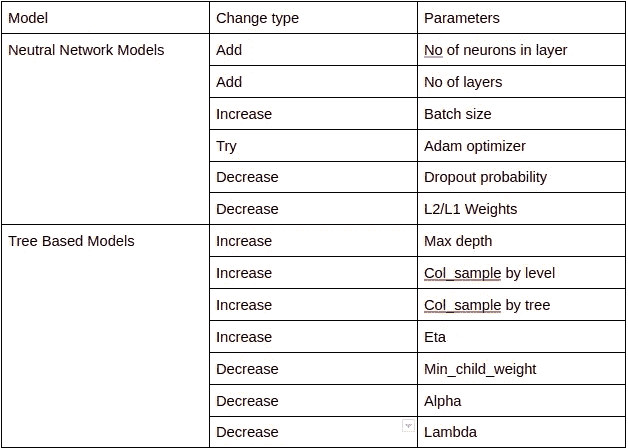 Model Change type Parameters
Neutral Network Models Add No of neurons in layer
Add No of layers
Increase Batch size
Try Adam optimizer
Decrease Dropout probability
Decrease L2/L1 Weights
Tree Based Models Increase Max depth
Increase Col_sample by level
Increase Col_sample by tree
Increase Eta
Decrease Min_child_weight
Decrease Alpha
Decrease Lambda